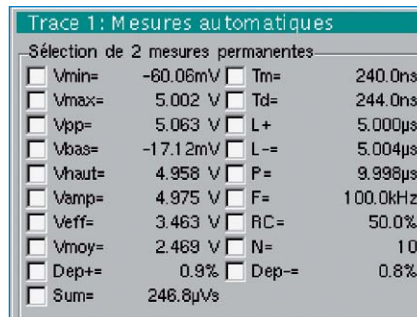 Trace 1: Mesures automatiques
Sélection de 2 mesures permanentes
Vmin= -60.06mV Tm= 240.0ns
Vmax= 5.002 V Td= 244.0ns
Vpp= 5.063 V L+ 5.000µs
Vbas= -17.12mV L-= 5.004µs
Vhaut= 4.958 V P= 9.998µs
Vamp= 4.975 V F= 100.0kHz
Veff= 3.463 V RC= 50.0%
Vmoy= 2.469 V N= 10
Dep+= 0.9% Dep-= 0.8%
Sum= 246.8µVs